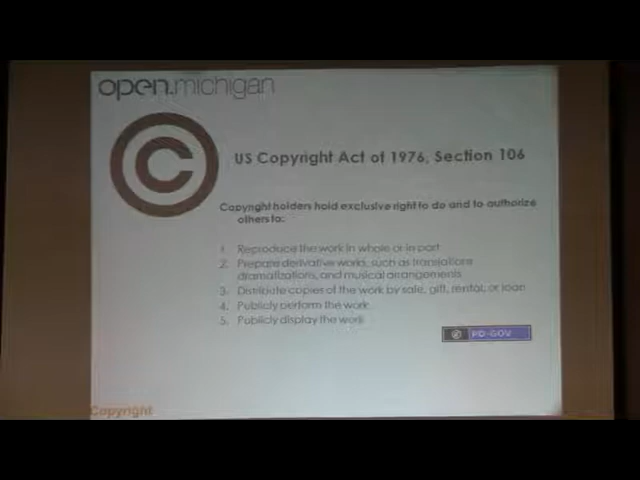 open.michigan
US Copyright Act of 1976, Section 106
Copyright holders hold exclusive right to do and to authorize
others to:
1. Reproduce the work in whole or in part
2. Prepare derivative works, such as translations,
dramatizations, and musical arrangements
3. Distribute copies of the work by sale, gift, rental, or loan
4. Publicly perform the work
5. Publicly display the work
PD-GOV
Copyright